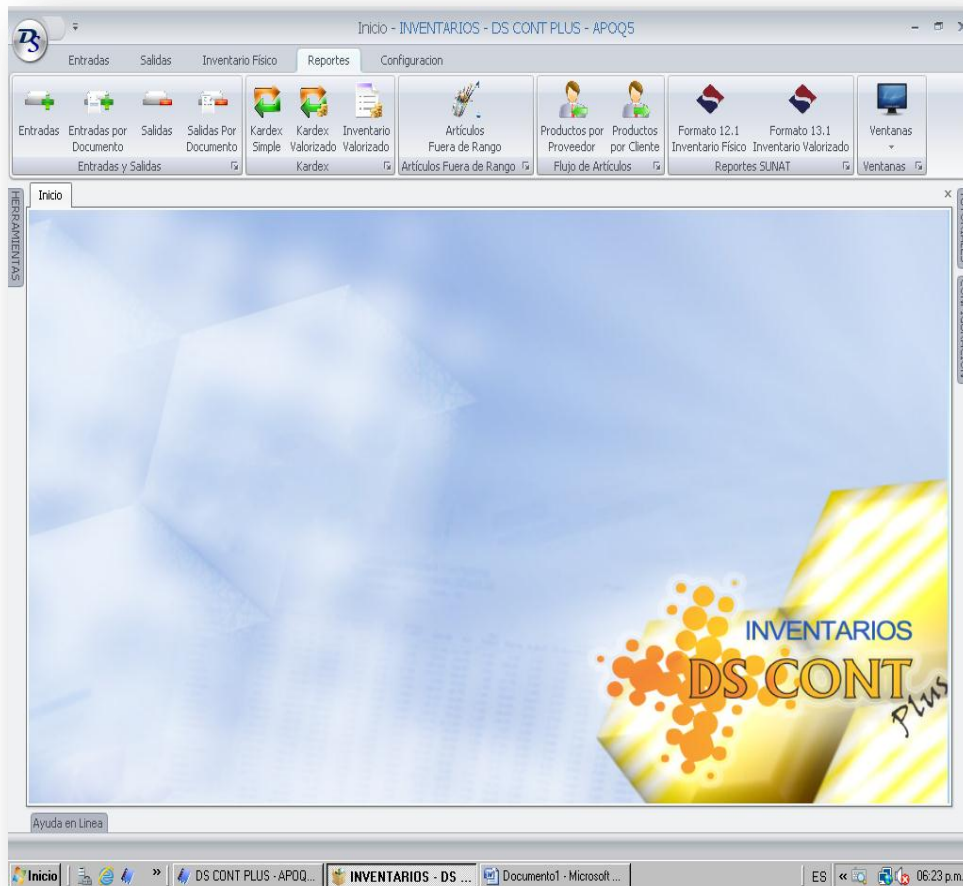 Inicio - INVENTARIOS - DS CONT PLUS - APOQ5
DS
Entradas Salidas Inventario Físico Reportes Configuracion
Entradas Entradas por Documento Salidas Salidas Por Documento Kardex Simple Kardex Valorizado Inventario Valorizado Artículos Fuera de Rango Productos por Proveedor Productos por Cliente Formato 12.1 Inventario Físico Formato 13.1 Inventario Valorizado Ventanas
Entradas y Salidas Kardex Artículos Fuera de Rango Flujo de Artículos Reportes SUNAT Ventanas
HERRAMIENTAS
Inicio
INVENTARIOS
DS CONT
Plus
Ayuda en Linea
Inicio » DS CONT PLUS - APOQ... INVENTARIOS - DS ... Documento1 - Microsoft ... ES « 06:23 p.m.